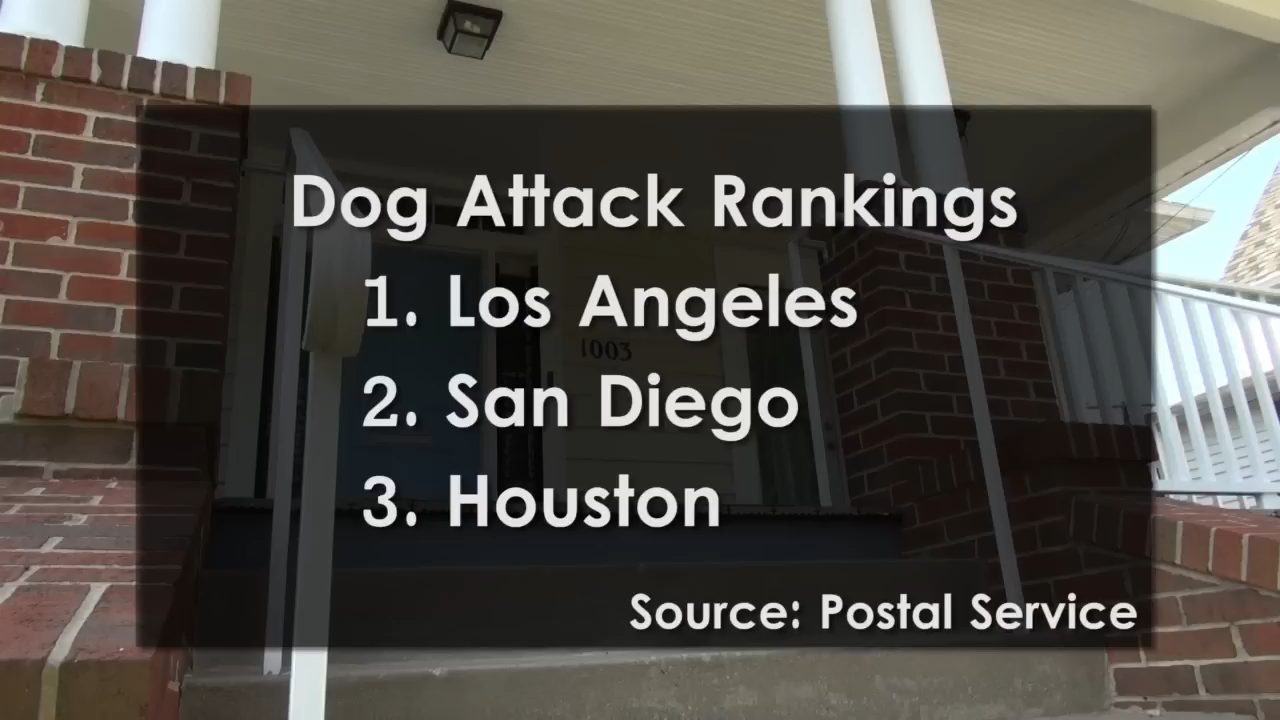 Dog Attack Rankings
1. Los Angeles
1003
2. San Diego
3. Houston
Source: Postal Service